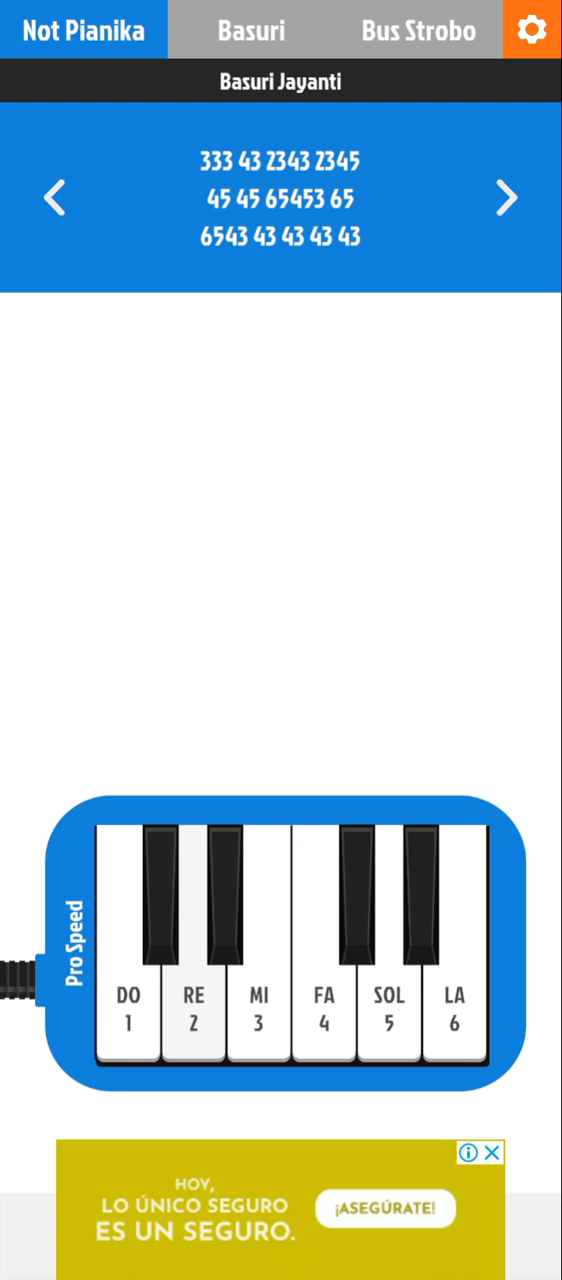 Not Pianika Basuri Bus Strobo
Basuri Jayanti
333 43 2343 2345
45 45 65453 65
6543 43 43 43 43
Pro Speed
DO RE MI FA SOL LA
1 2 3 4 5 6
HOY,
LO ÚNICO SEGURO
ES UN SEGURO.
¡ASEGÚRATE!